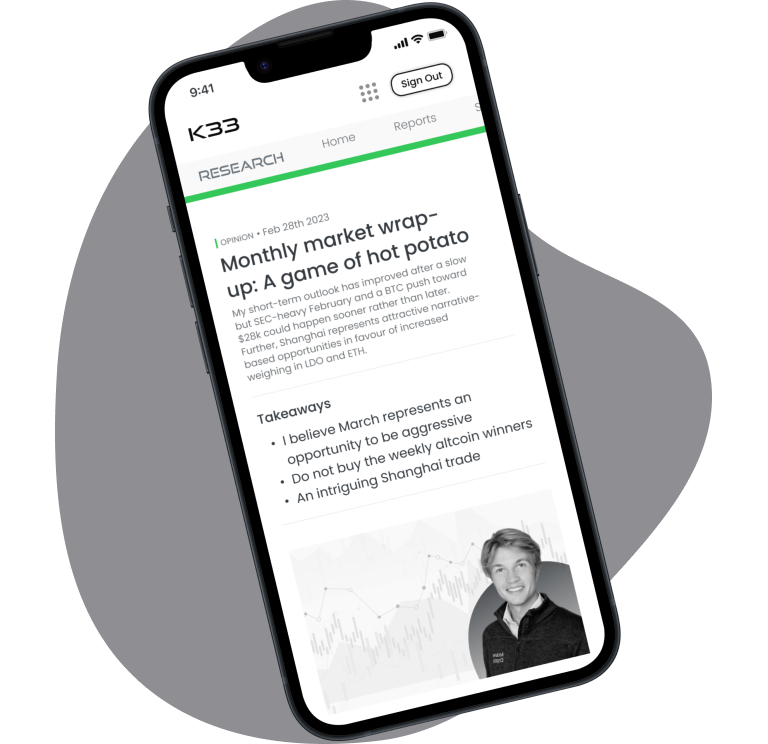 9:41
Sign Out
K33
RESEARCH Home Reports S
OPINION • Feb 28th 2023
Monthly market wrap-
up: A game of hot potato
My short-term outlook has improved after a slow
but SEC-heavy February and a BTC push toward
$28k could happen sooner rather than later.
Further, Shanghai represents attractive narrative-
based opportunities in favour of increased
weighing in LDO and ETH.
Takeaways
• I believe March represents an
opportunity to be aggressive
• Do not buy the weekly altcoin winners
• An intriguing Shanghai trade